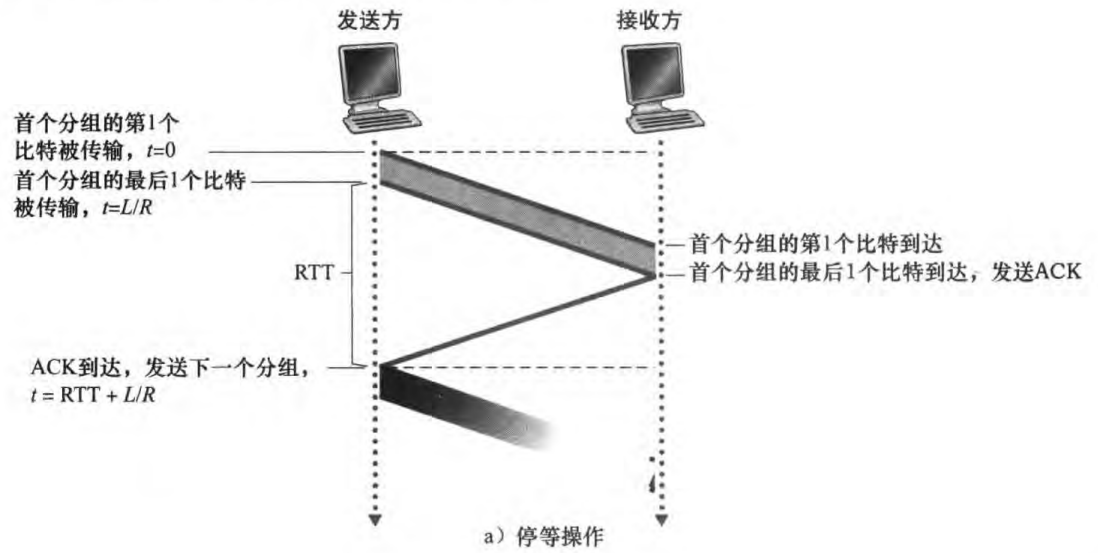 发送方
接收方
首个分组的第1个
比特被传输，t=0
首个分组的最后1个比特
被传输，t=L/R
首个分组的第1个比特到达
RTT
首个分组的最后1个比特到达，发送ACK
ACK到达，发送下一个分组，
t = RTT + L/R
a）停等操作